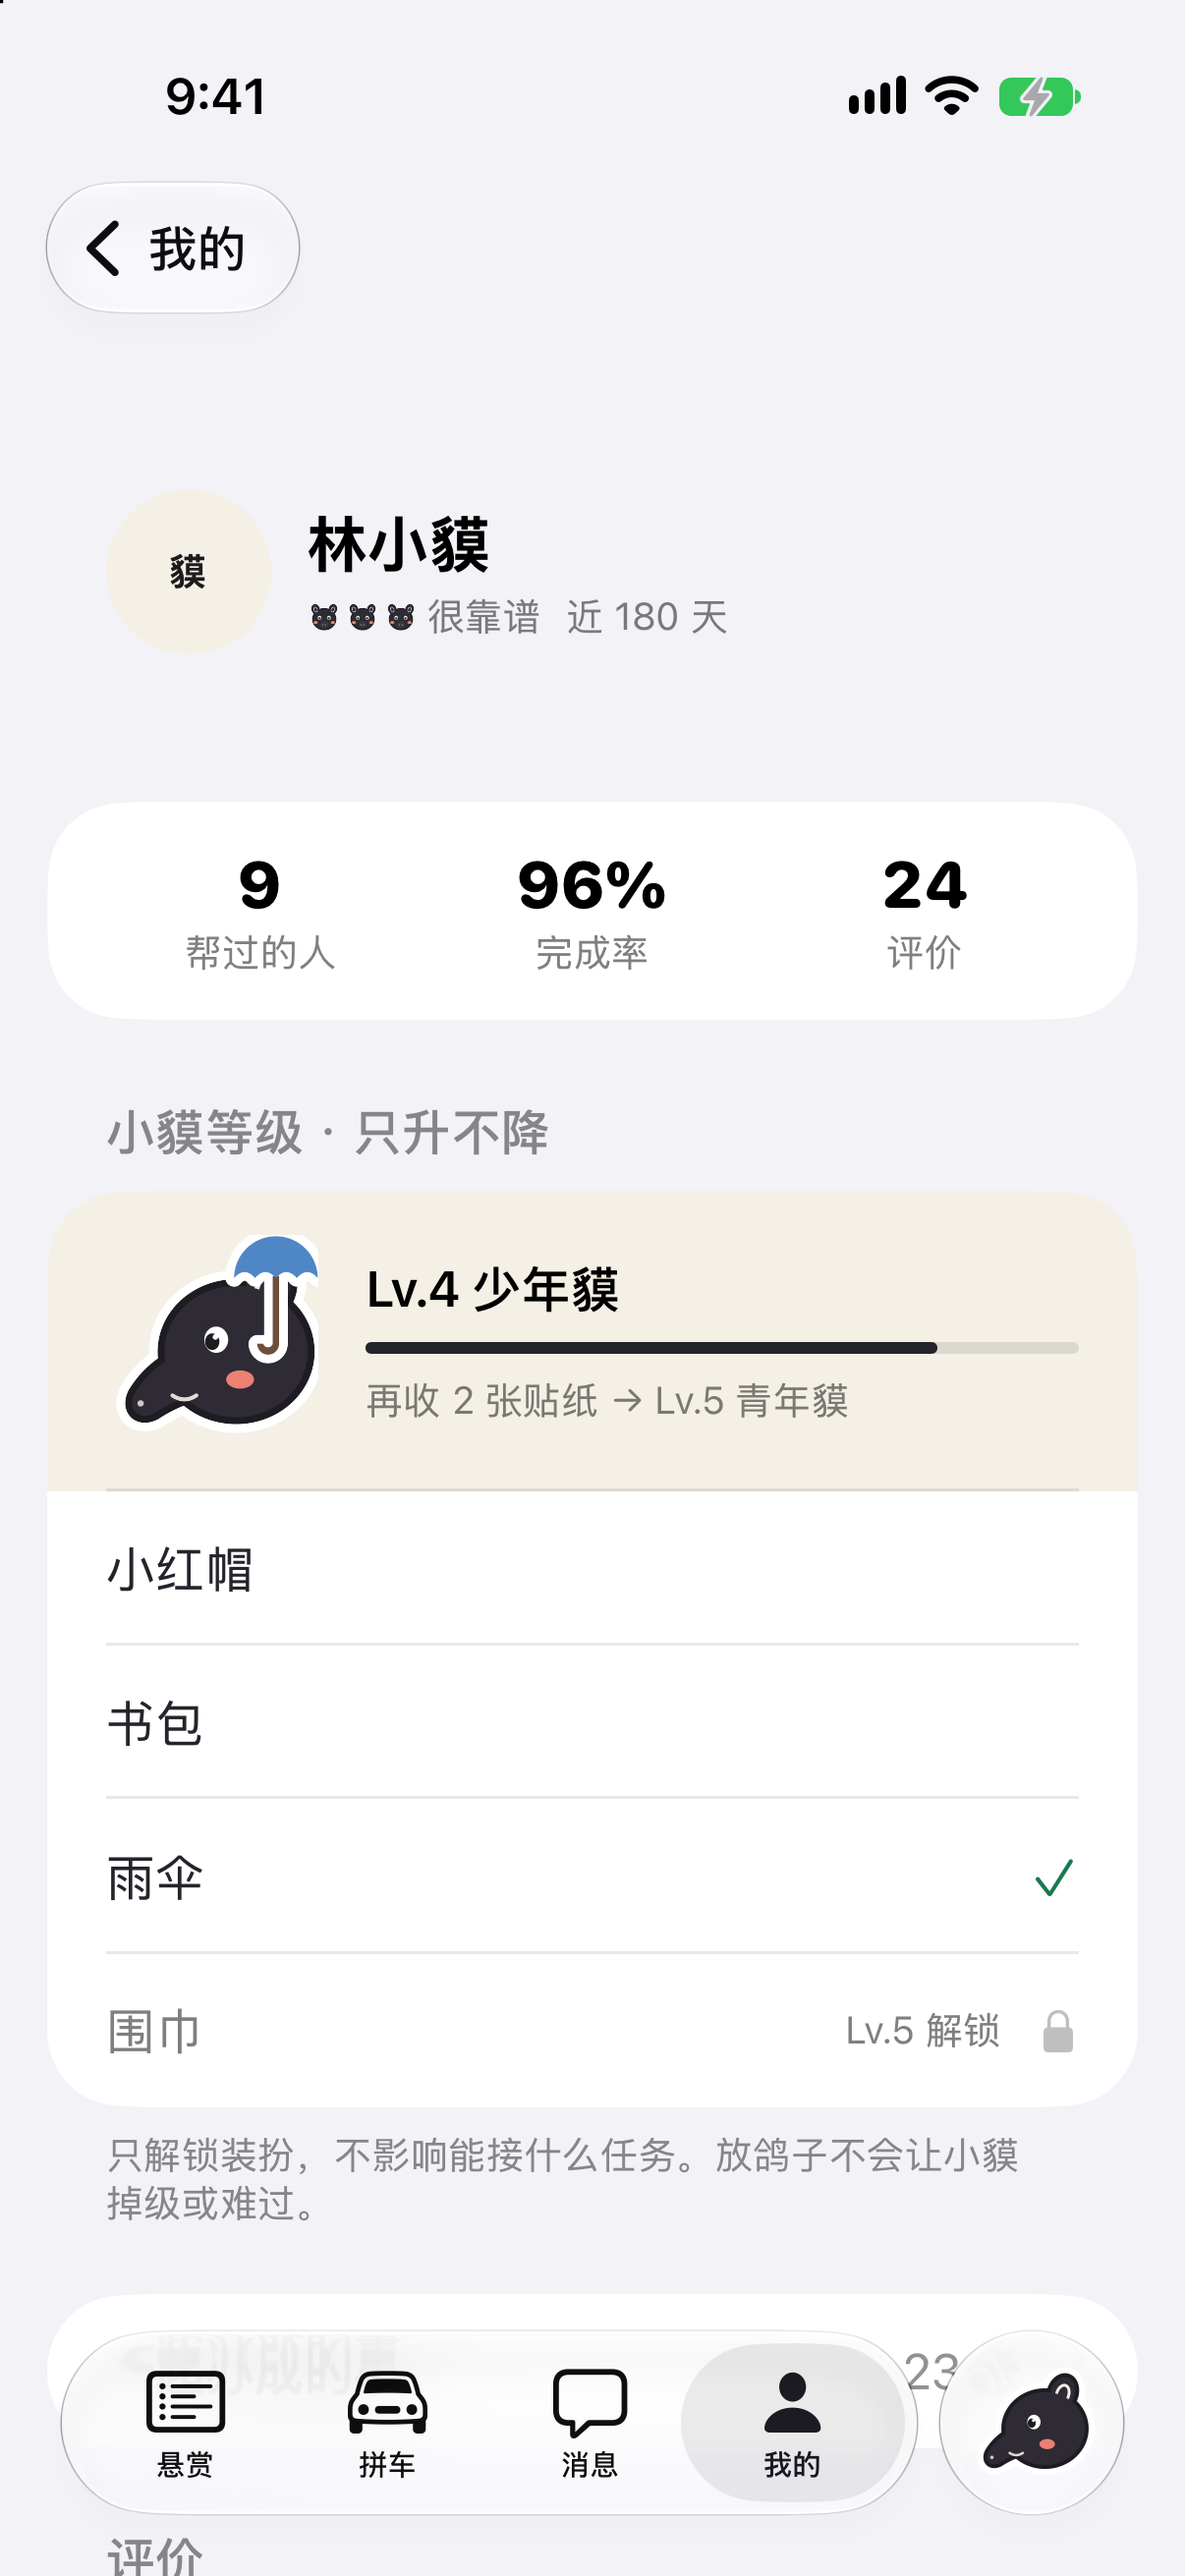 9:41
我的
貘
林小貘
很靠谱 近 180 天
9
96%
24
帮过的人
完成率
评价
小貘等级 · 只升不降
Lv.4 少年貘
再收 2 张贴纸 → Lv.5 青年貘
小红帽
书包
雨伞
围巾
Lv.5 解锁
只解锁装扮，不影响能接什么任务。放鸽子不会让小貘
掉级或难过。
23
悬赏
拼车
消息
我的
评价